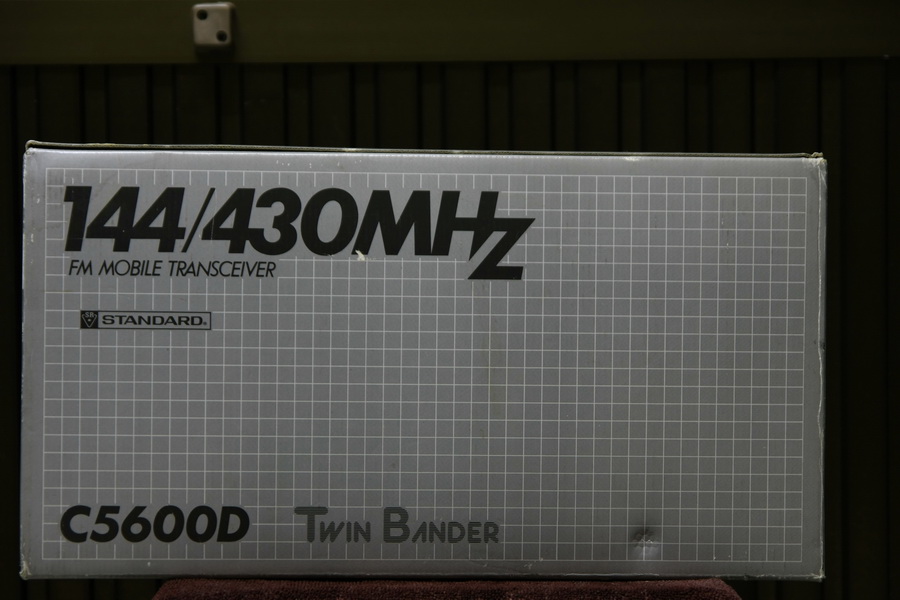 144/430MHz
FM MOBILE TRANSCEIVER
STANDARD®
C5600D TWIN BANDER